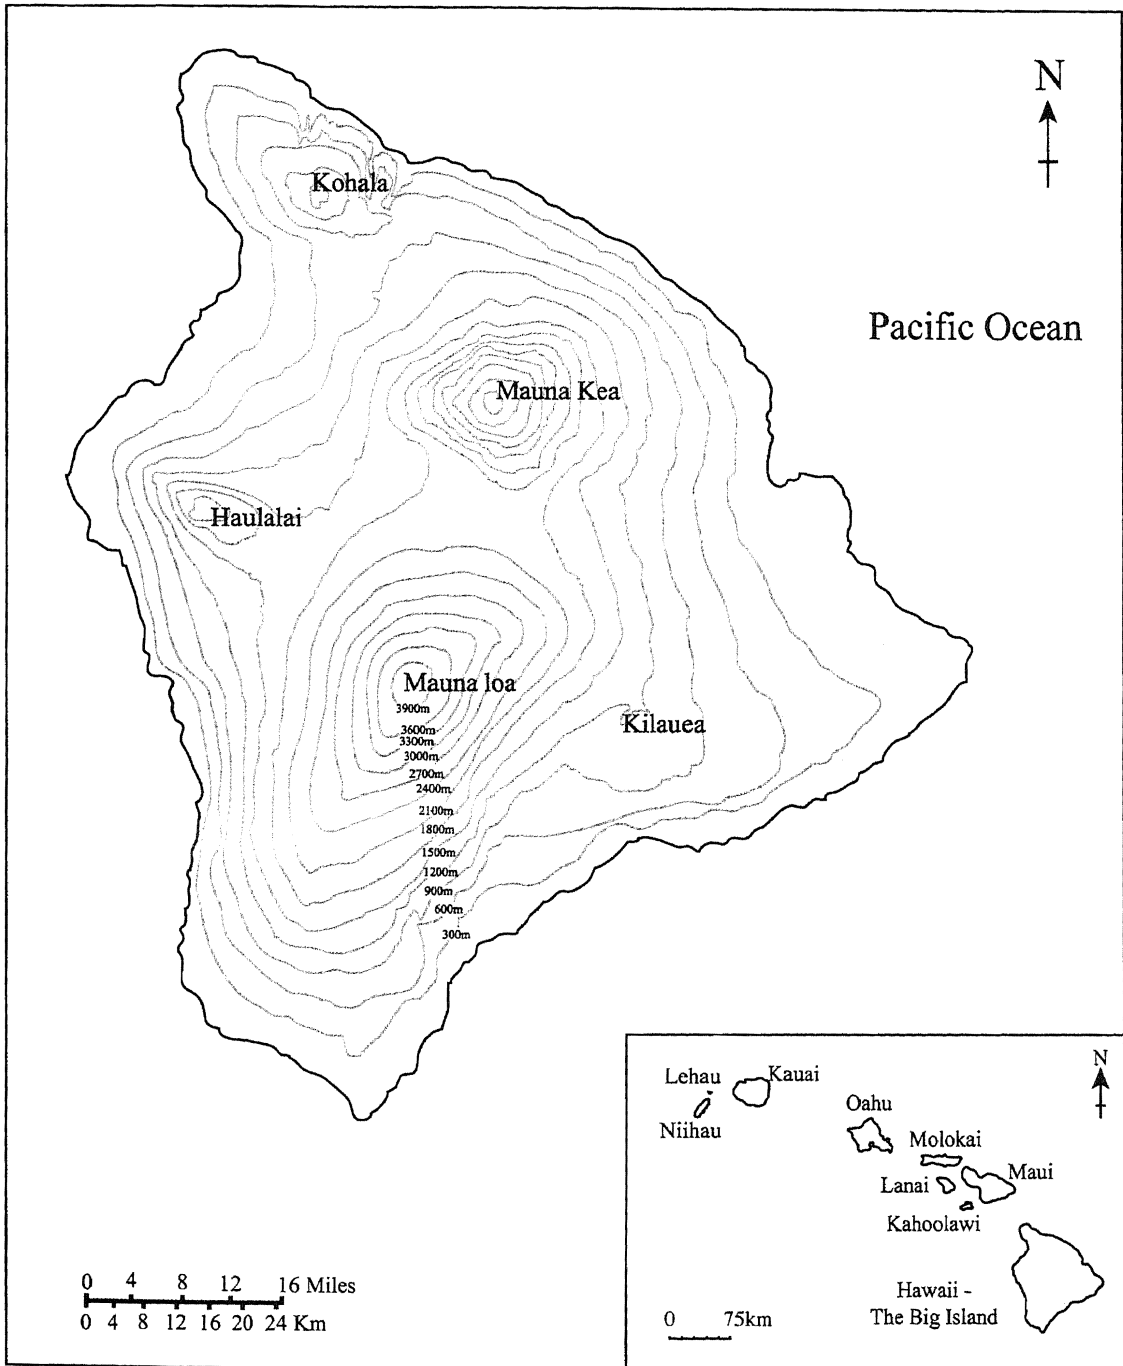 N
Kohala
Pacific Ocean
Mauna Kea
Haulalai
Mauna loa
3900m
Kilauea
3600m
3300m
3000m
2700m
2400m
2100m
1800m
1500m
1200m
900m
600m
300m
N
Lehau
Kauai
Niihau
Oahu
Molokai
Lanai
Maui
Kahoolawi
Hawaii -
The Big Island
0 75km
0 4 8 12 16 Miles
0 4 8 12 16 20 24 Km